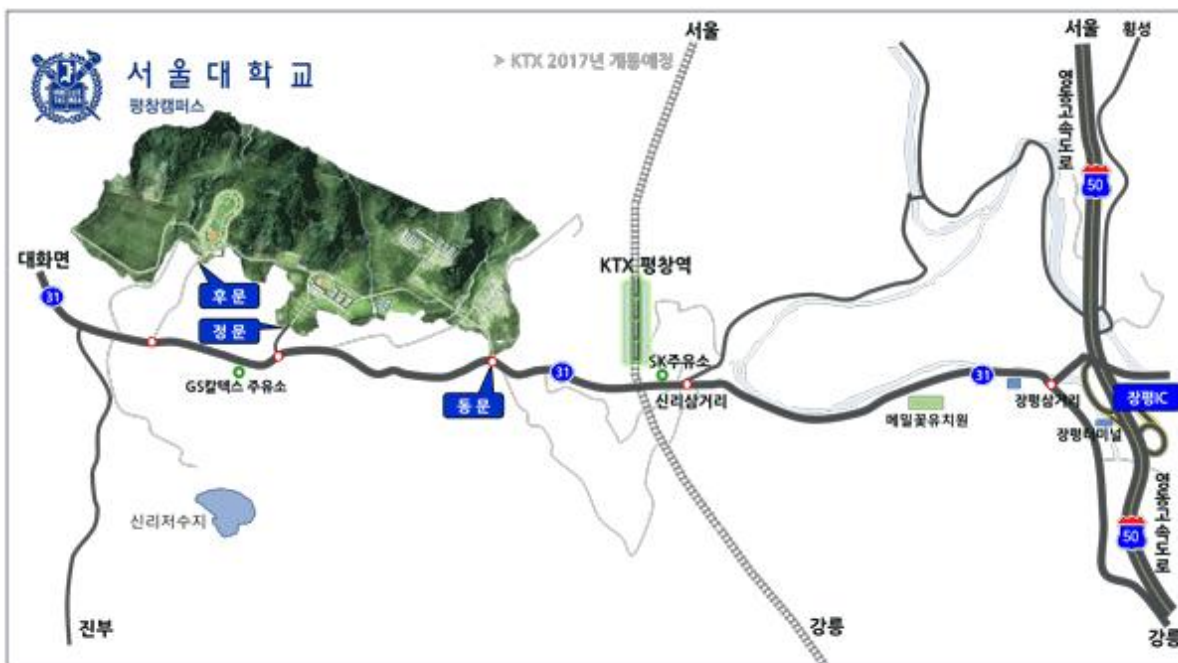 서울대학교
평창캠퍼스
➤ KTX 2017년 개통예정
서울
서울
횡성
영동고속도로
50
대화면
31
후문
정문
GS칼텍스 주유소
동문
31
KTX 평창역
SK주유소
신리삼거리
31
메밀꽃유치원
장평삼거리
장평IC
장평터미널
신리저수지
영동고속도로
50
진부
강릉
강릉